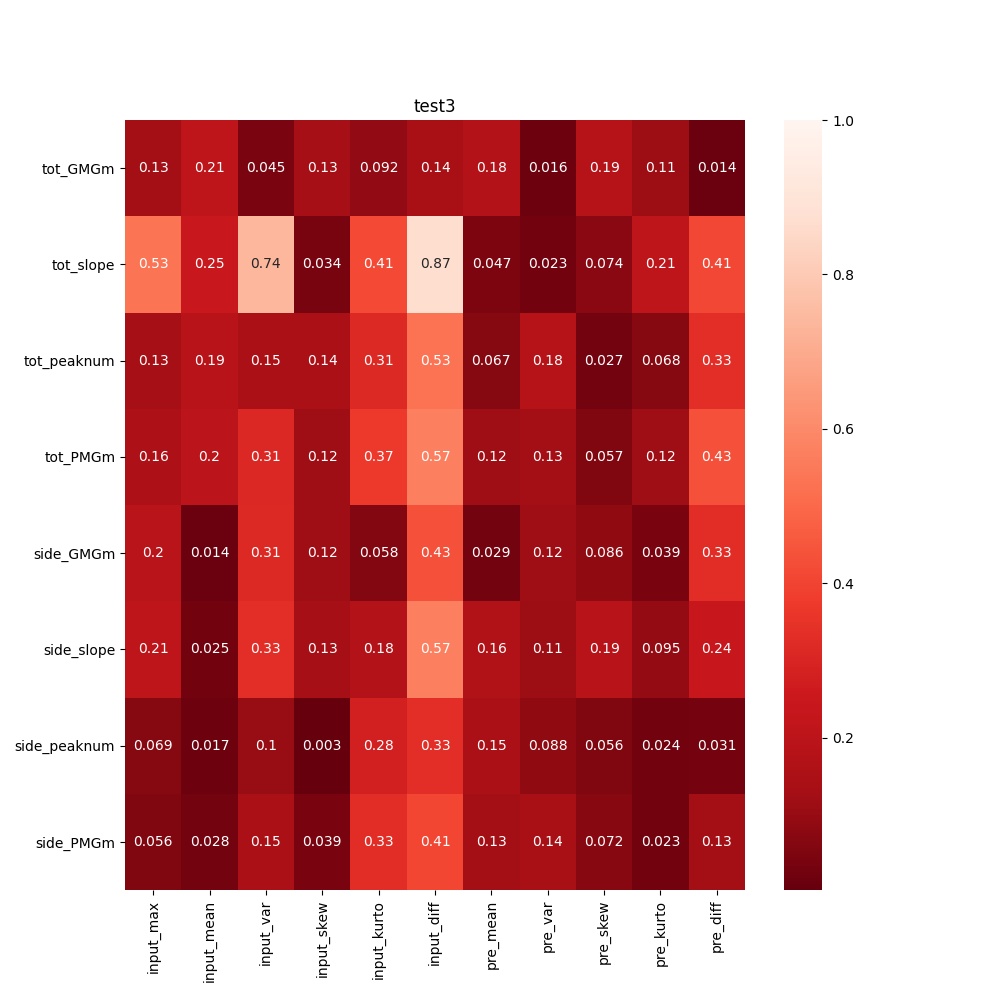 test3
tot_GMGm 0.13 0.21 0.045 0.13 0.092 0.14 0.18 0.016 0.19 0.11 0.014
tot_slope 0.53 0.25 0.74 0.034 0.41 0.87 0.047 0.023 0.074 0.21 0.41
tot_peaknum 0.13 0.19 0.15 0.14 0.31 0.53 0.067 0.18 0.027 0.068 0.33
tot_PMGm 0.16 0.2 0.31 0.12 0.37 0.57 0.12 0.13 0.057 0.12 0.43
side_GMGm 0.2 0.014 0.31 0.12 0.058 0.43 0.029 0.12 0.086 0.039 0.33
side_slope 0.21 0.025 0.33 0.13 0.18 0.57 0.16 0.11 0.19 0.095 0.24
side_peaknum 0.069 0.017 0.1 0.003 0.28 0.33 0.15 0.088 0.056 0.024 0.031
side_PMGm 0.056 0.028 0.15 0.039 0.33 0.41 0.13 0.14 0.072 0.023 0.13
input_max input_mean input_var input_skew input_kurto input_diff pre_mean pre_var pre_skew pre_kurto pre_diff
1.0
0.8
0.6
0.4
0.2